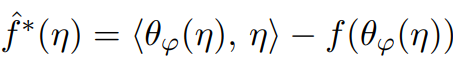 f̂*(η) = ⟨θ_φ(η), η⟩ − f(θ_φ(η))